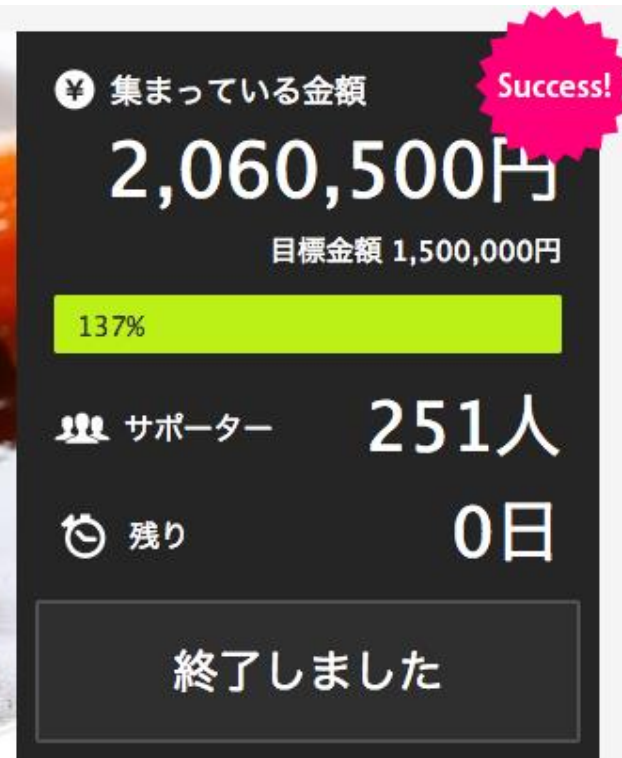 集まっている金額
Success!
2,060,500円
目標金額 1,500,000円
137%
サポーター 251人
残り 0日
終了しました